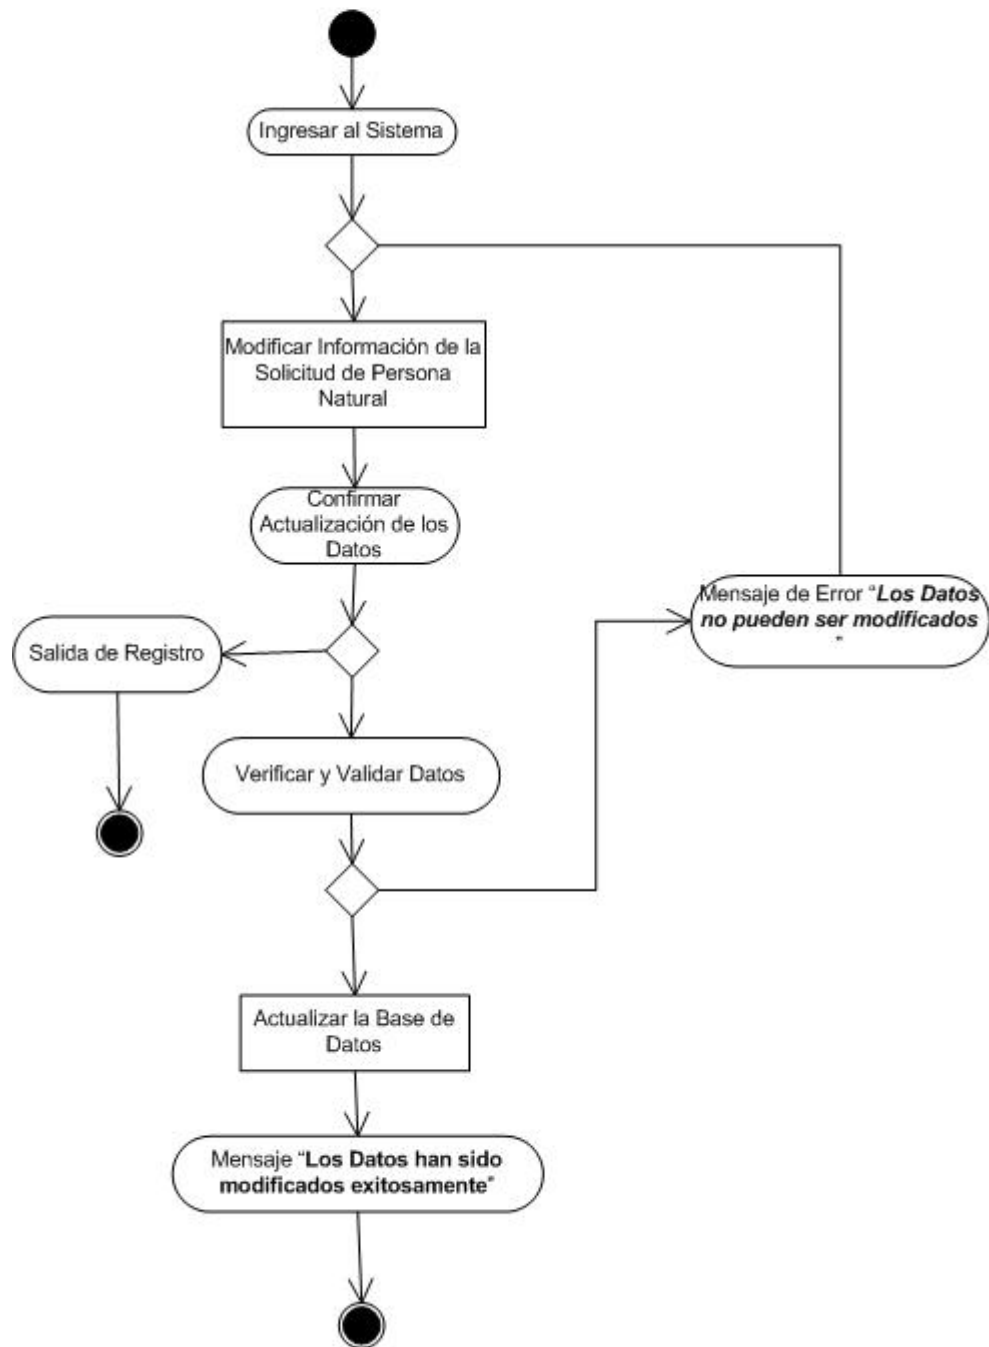 Ingresar al Sistema
Modificar Información de la
Solicitud de Persona
Natural
Confirmar
Actualización de los
Datos
Mensaje de Error “Los Datos
no pueden ser modificados
”
Salida de Registro
Verificar y Validar Datos
Actualizar la Base de
Datos
Mensaje “Los Datos han sido
modificados exitosamente”